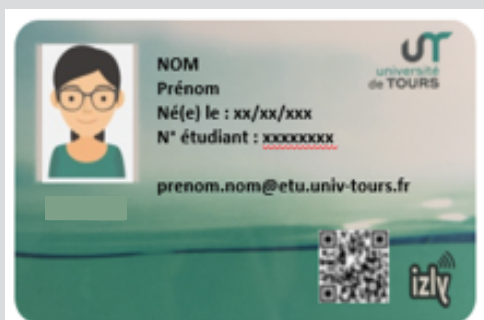 NOM
Prénom
Né(e) le : xx/xx/xxx
N° étudiant : xxxxxxxx
prenom.nom@etu.univ-tours.fr
UT
université
de TOURS
izly